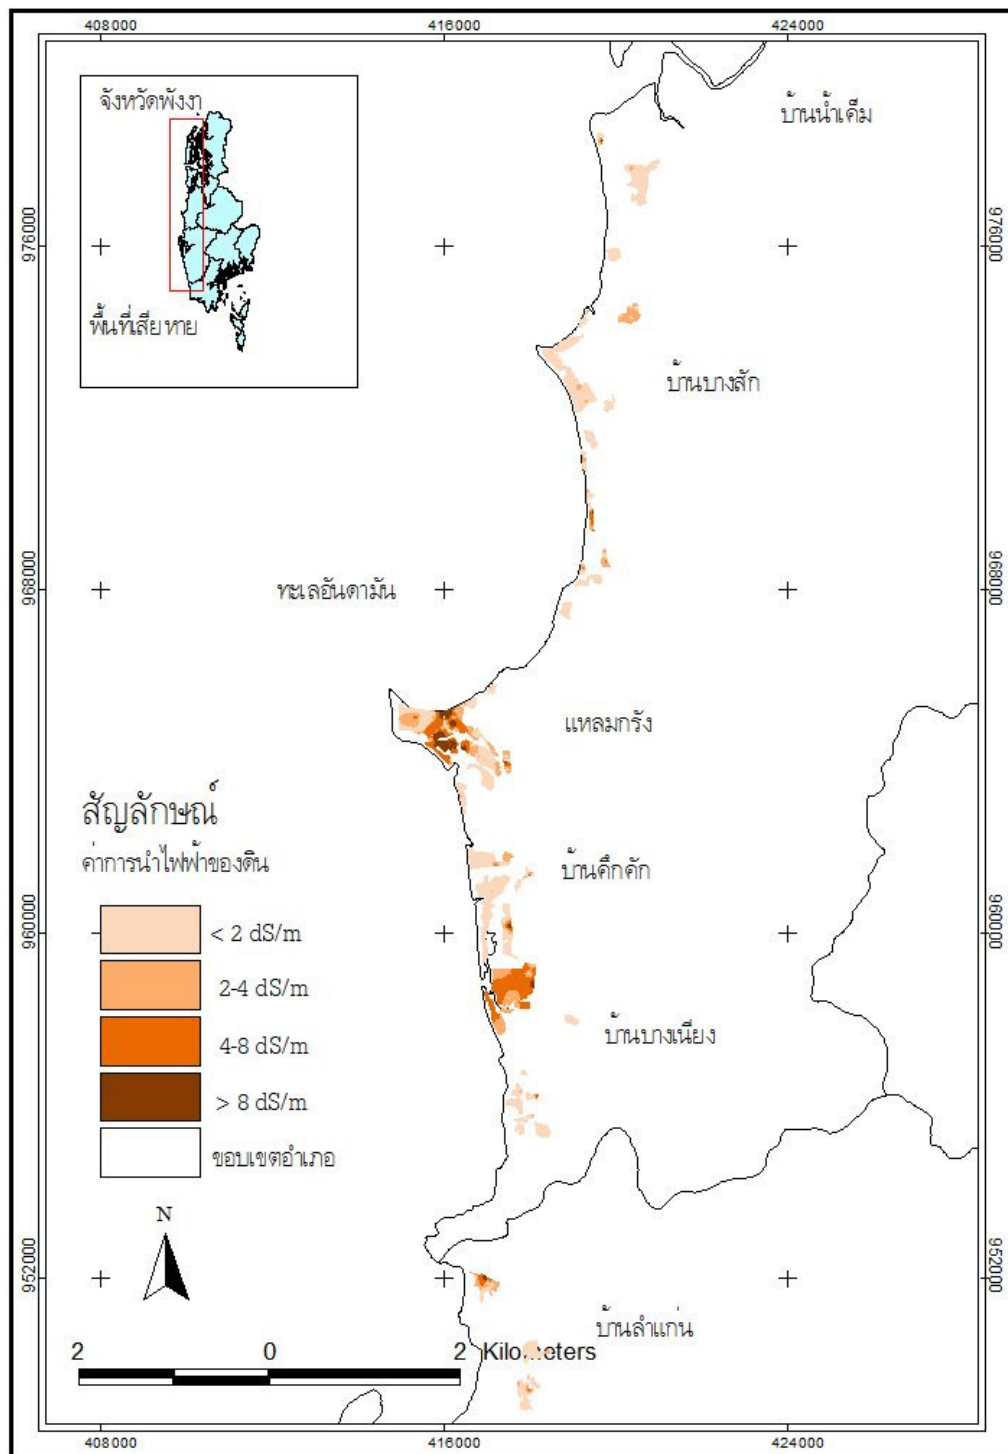 408000 416000 424000
จังหวัดพังงา
บ้านน้ำเค็ม
976000 976000
พื้นที่เสียหาย
บ้านบางสัก
968000 968000
ทะเลอันดามัน
แหลมกรัง
สัญลักษณ์
ค่าการนำไฟฟ้าของดิน
บ้านคึกคัก
< 2 dS/m
960000 960000
2-4 dS/m
บ้านบางเนียง
4-8 dS/m
> 8 dS/m
ขอบเขตอำเภอ
N
952000 952000
บ้านลำแก่น
2 0 2 Kilometers
408000 416000 424000